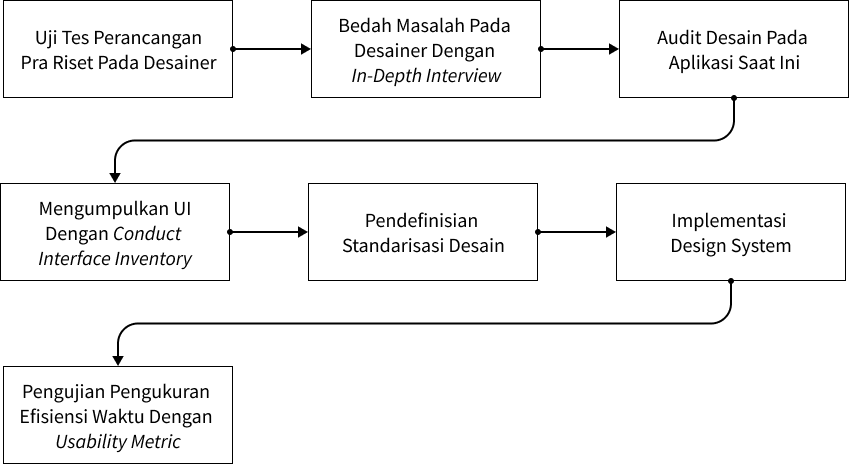 Uji Tes Perancangan
Pra Riset Pada Desainer
Bedah Masalah Pada
Desainer Dengan
In-Depth Interview
Audit Desain Pada
Aplikasi Saat Ini
Mengumpulkan UI
Dengan Conduct
Interface Inventory
Pendefinisian
Standarisasi Desain
Implementasi
Design System
Pengujian Pengukuran
Efisiensi Waktu Dengan
Usability Metric